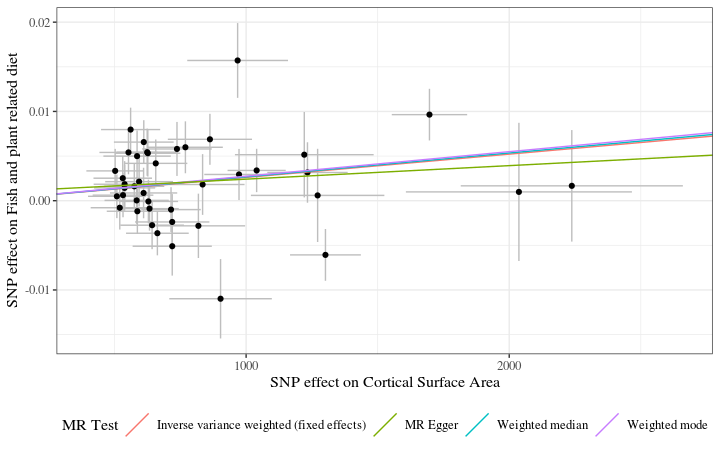 0.02
0.01
0.00
-0.01
SNP effect on Fish and plant related diet
1000
2000
SNP effect on Cortical Surface Area
MR Test
Inverse variance weighted (fixed effects)
MR Egger
Weighted median
Weighted mode